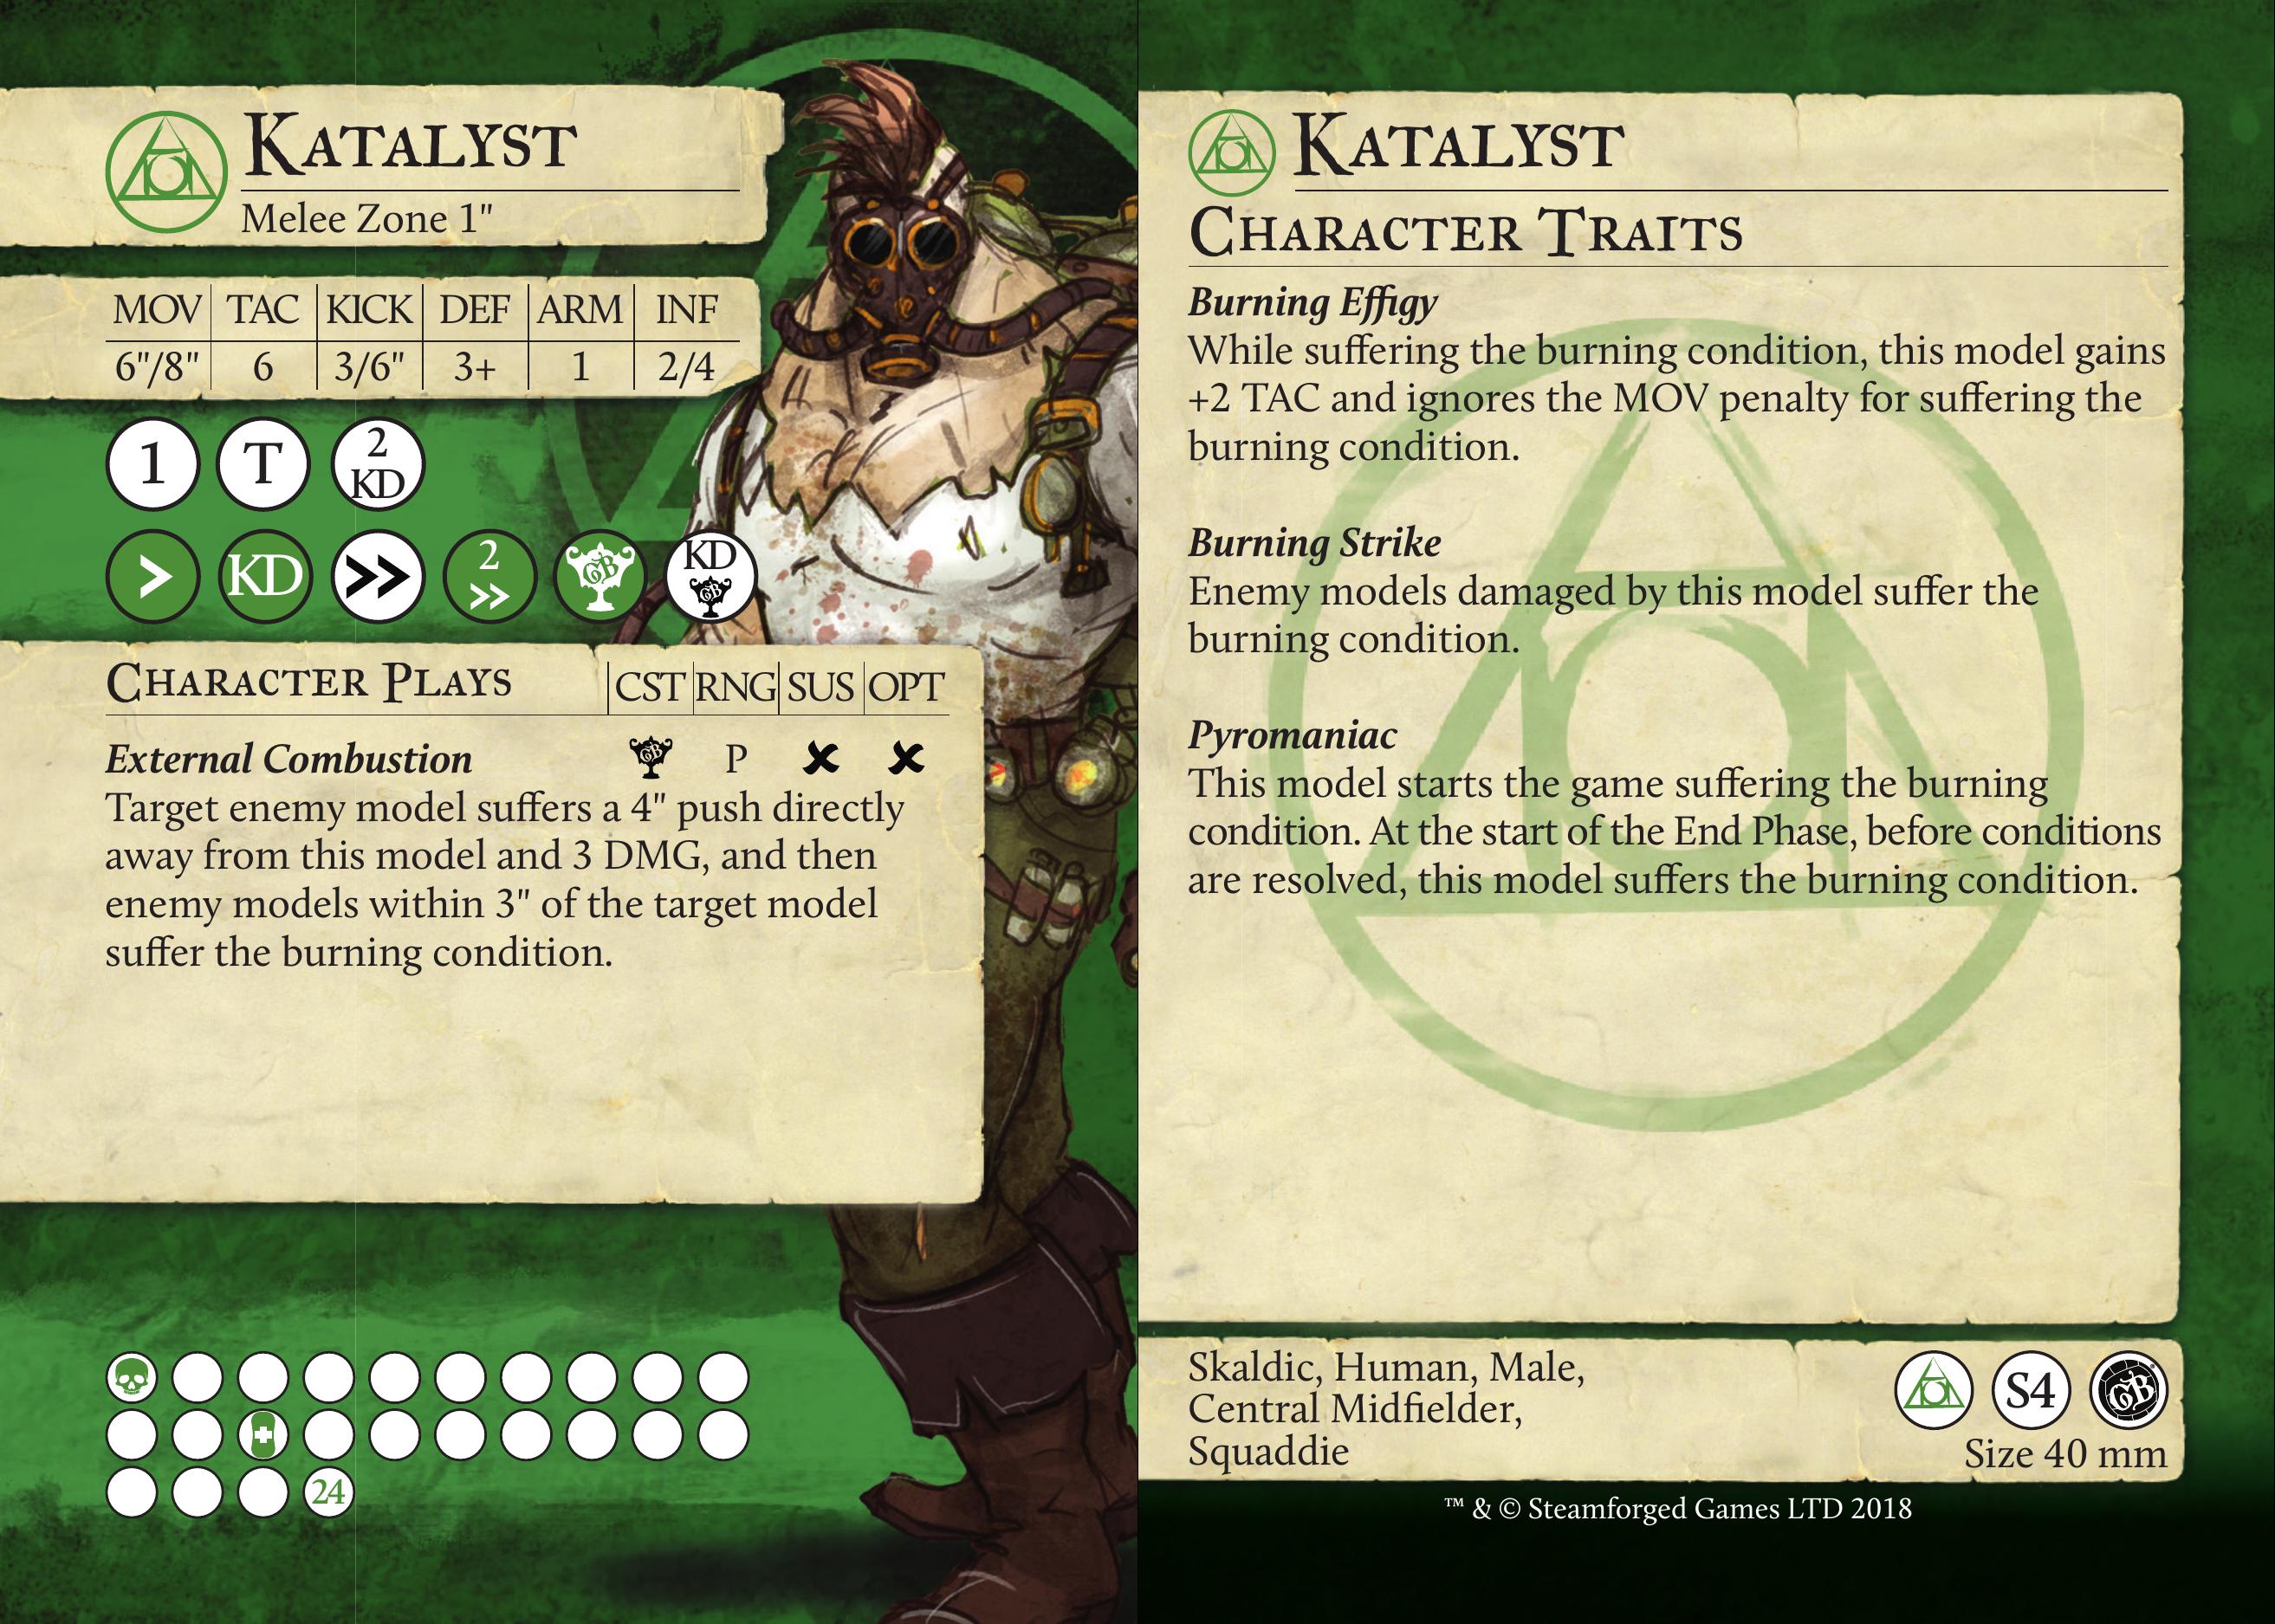 Katalyst
Melee Zone 1"
MOV TAC KICK DEF ARM INF
6"/8" 6 3/6" 3+ 1 2/4
1 T 2 KD
> KD >> 2 >> GB KD GB
Character Plays CST RNG SUS OPT
External Combustion GB P ✘ ✘
Target enemy model suffers a 4" push directly
away from this model and 3 DMG, and then
enemy models within 3" of the target model
suffer the burning condition.
24
Katalyst
Character Traits
Burning Effigy
While suffering the burning condition, this model gains
+2 TAC and ignores the MOV penalty for suffering the
burning condition.
Burning Strike
Enemy models damaged by this model suffer the
burning condition.
Pyromaniac
This model starts the game suffering the burning
condition. At the start of the End Phase, before conditions
are resolved, this model suffers the burning condition.
Skaldic, Human, Male,
Central Midfielder,
Squaddie
S4 GB
Size 40 mm
™ & © Steamforged Games LTD 2018